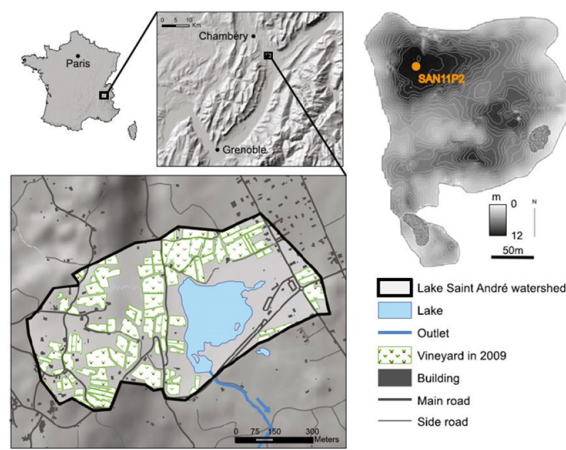 Paris
0 5 10
Km
Chambery
Grenoble
SAN11P2
m
0
12
N
50m
Lake Saint André watershed
Lake
Outlet
Vineyard in 2009
Building
Main road
Side road
0 75 150 300
Meters